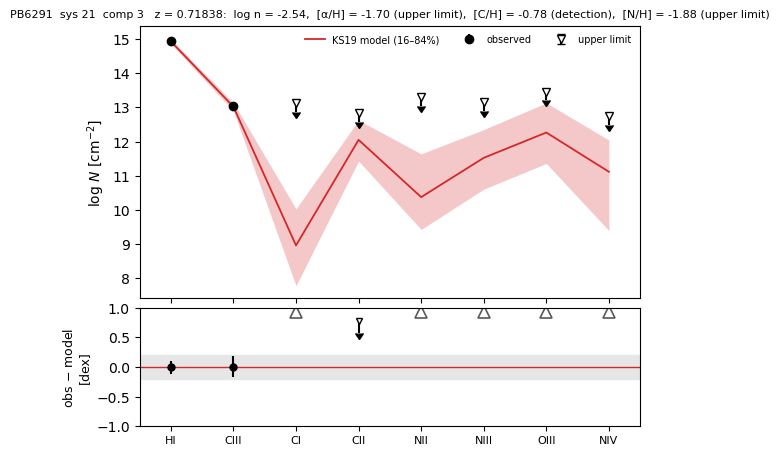 PB6291  sys 21  comp 3   z = 0.71838:  log n = -2.54,  [α/H] = -1.70 (upper limit),  [C/H] = -0.78 (detection),  [N/H] = -1.88 (upper limit)
KS19 model (16–84%)
observed
upper limit
log N [cm⁻²]
15
14
13
12
11
10
9
8
obs − model
[dex]
1.0
0.5
0.0
−0.5
−1.0
HI
CIII
CI
CII
NII
NIII
OIII
NIV